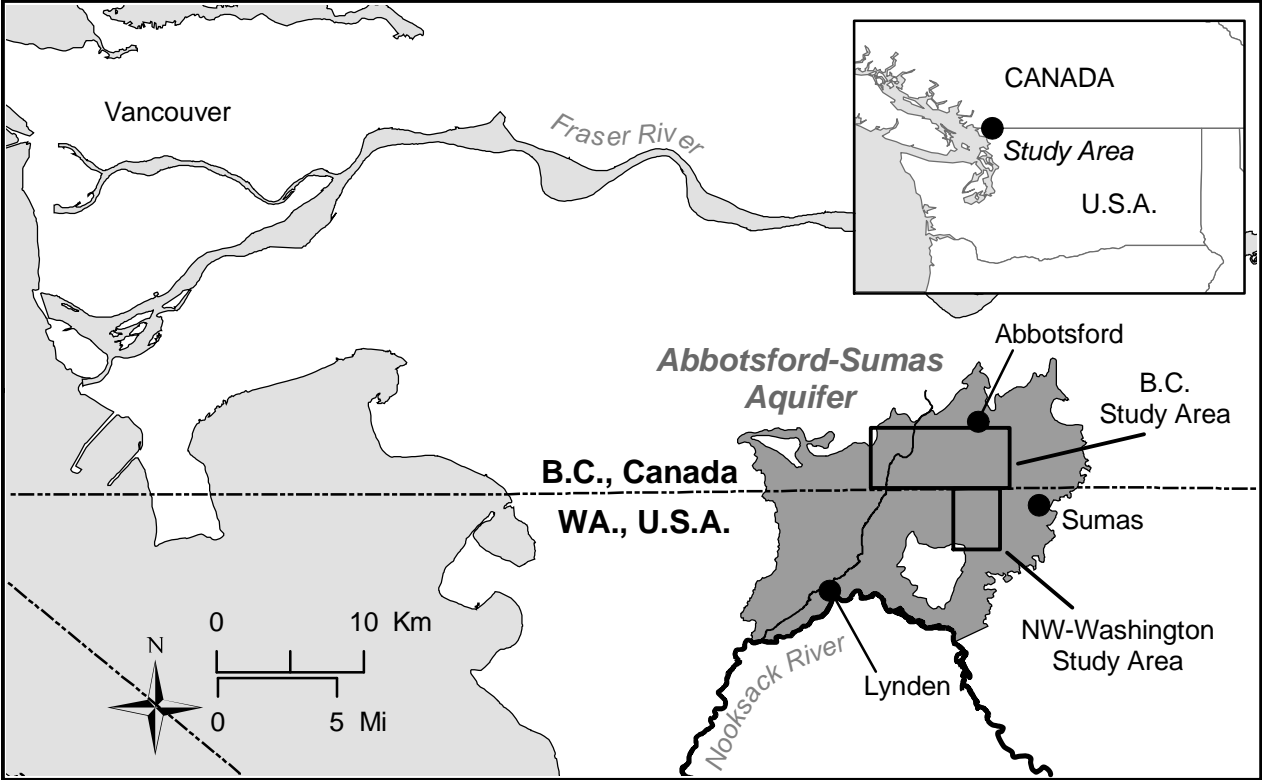 Vancouver
Fraser River
CANADA
Study Area
U.S.A.
Abbotsford
Abbotsford-Sumas
Aquifer
B.C.
Study Area
B.C., Canada
WA., U.S.A.
Sumas
0 10 Km
N
0 5 Mi
NW-Washington
Study Area
Lynden
Nooksack River